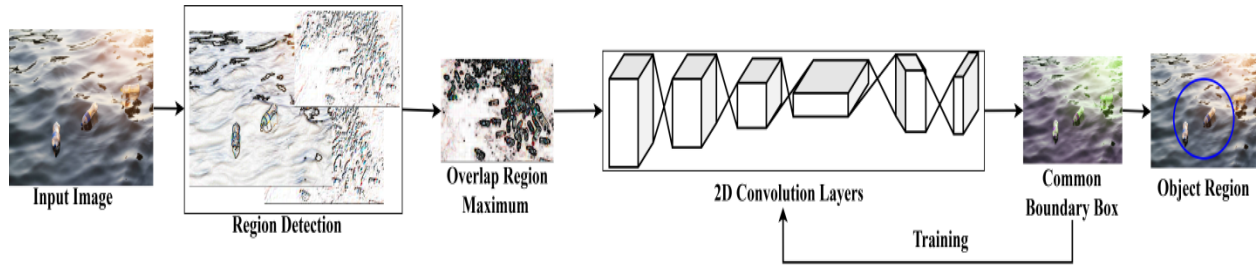 Input Image
Region Detection
Overlap Region
Maximum
2D Convolution Layers
Common
Boundary Box
Object Region
Training